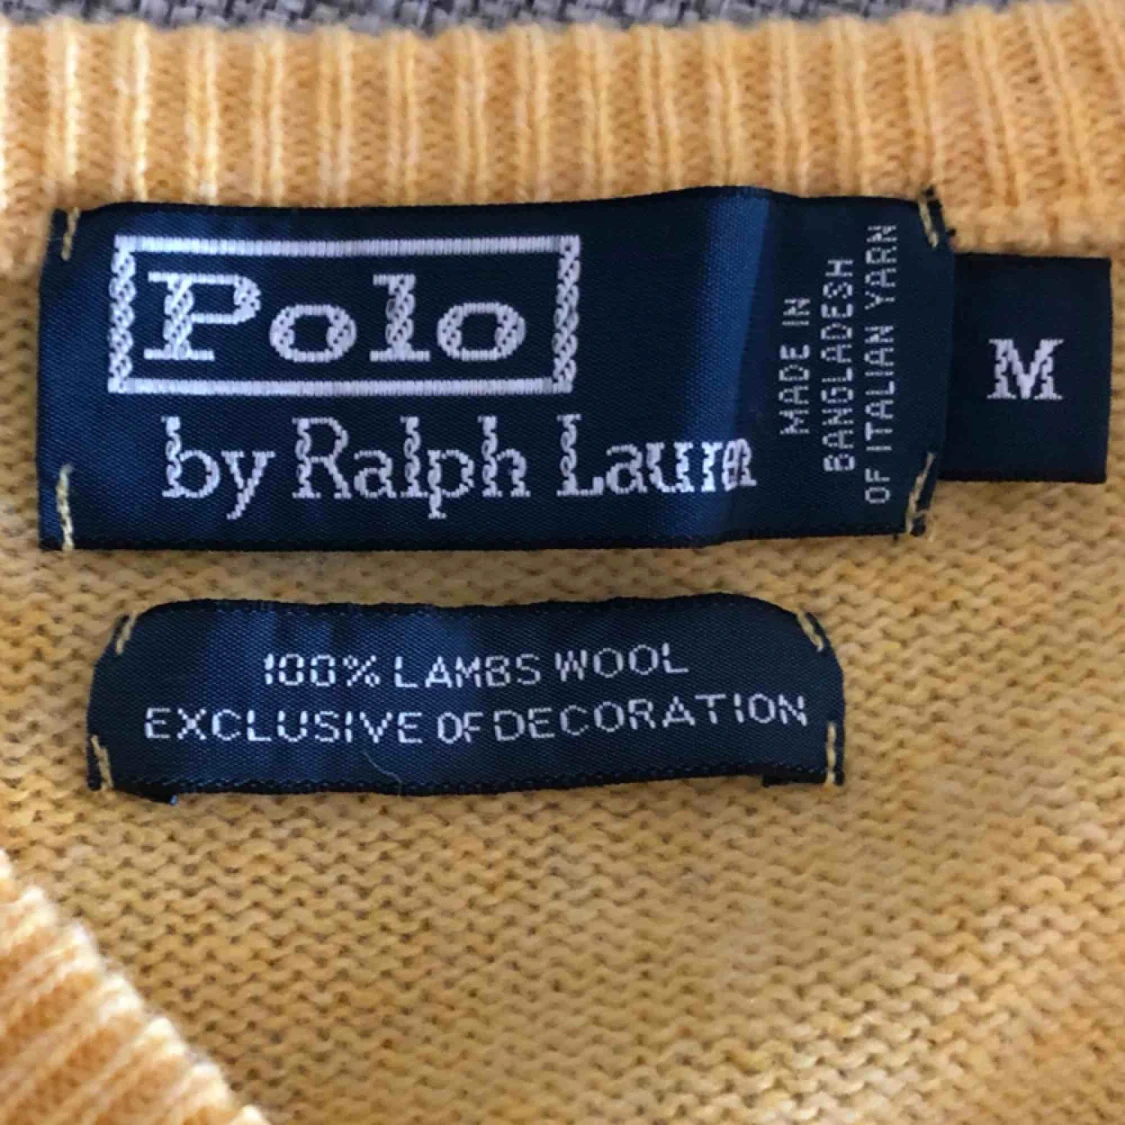 Polo
by Ralph Lauren
MADE IN
BANGLADESH
OF ITALIAN YARN
M
100% LAMBS WOOL
EXCLUSIVE OF DECORATION